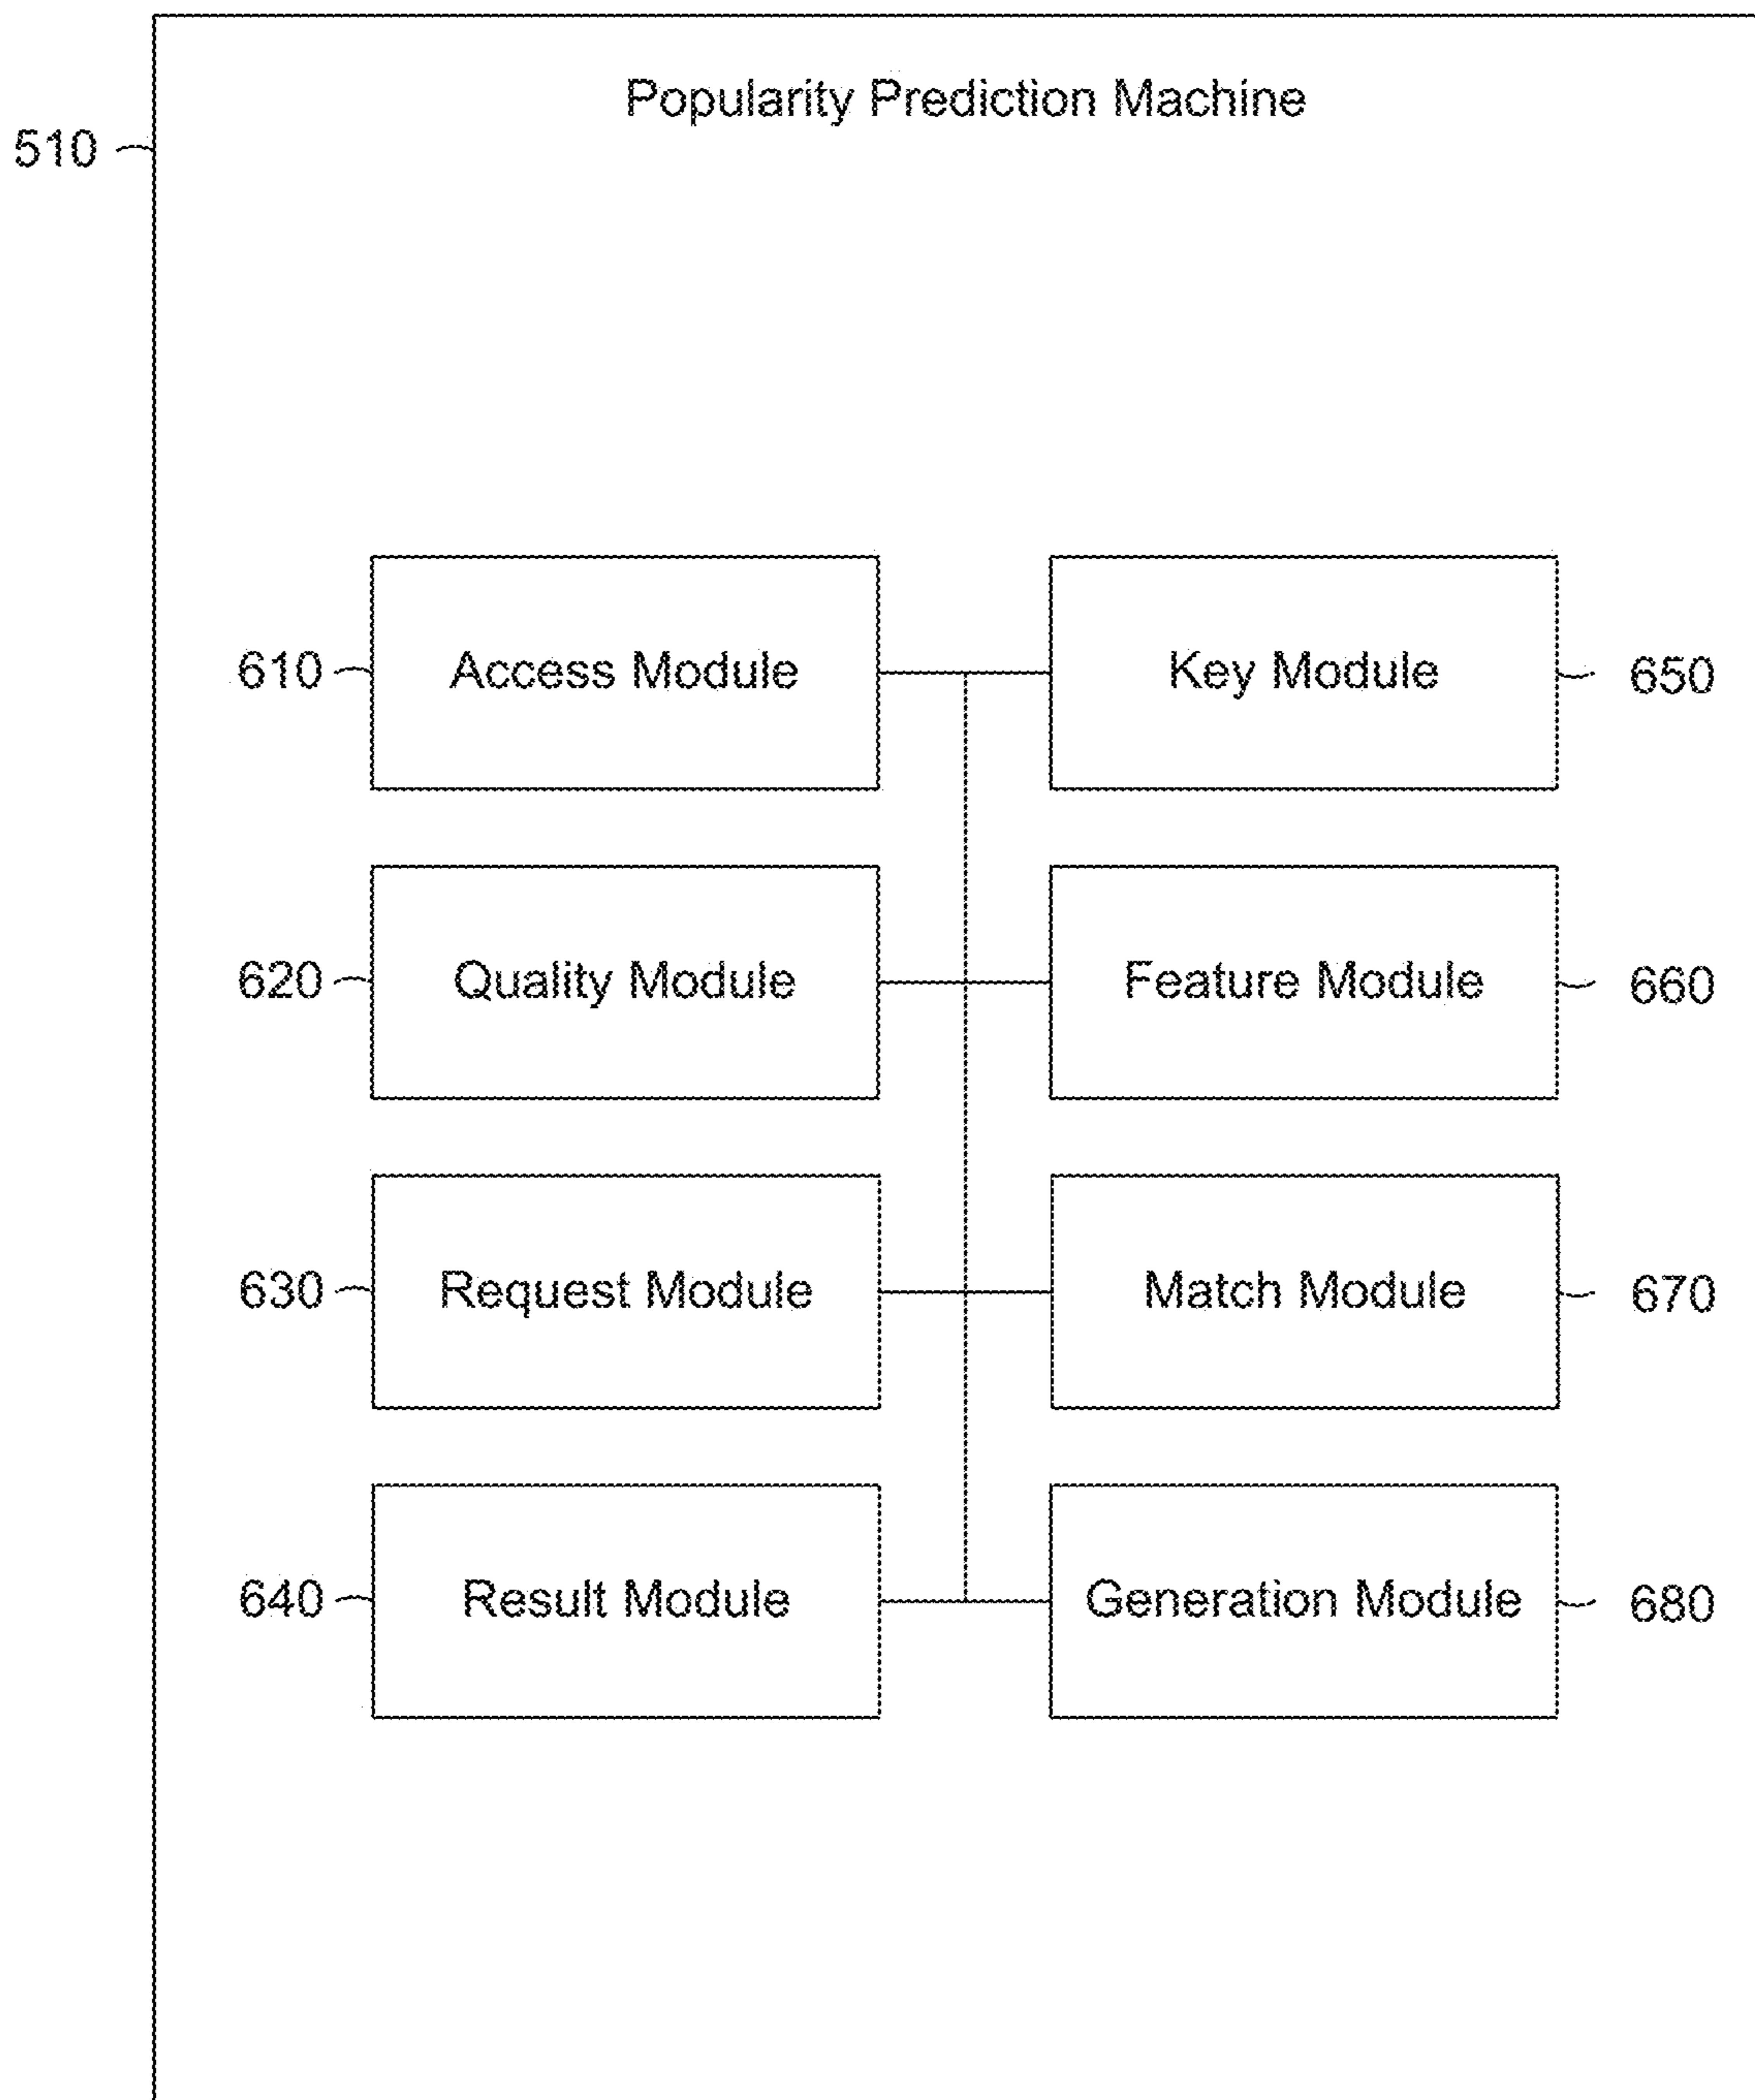 Popularity Prediction Machine
510
610 Access Module Key Module 650
620 Quality Module Feature Module 660
630 Request Module Match Module 670
640 Result Module Generation Module 680